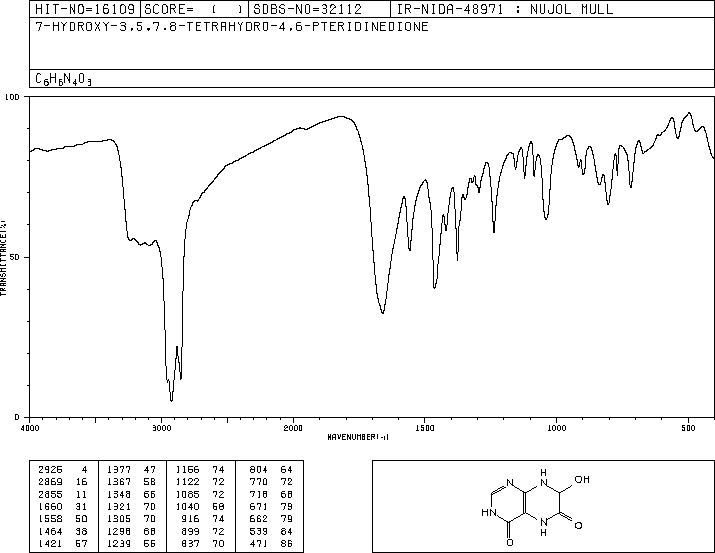 HIT-NO=16109 SCORE= ( ) SDBS-NO=32112 IR-NIDA-48971 : NUJOL MULL
7-HYDROXY-3,5,7,8-TETRAHYDRO-4,6-PTERIDINEDIONE
C6H6N4O3
100
50
0
TRANSMITTANCE(%)
4000 3000 2000 1500 1000 500
WAVENUMBER(-1)
2925 4 1377 47 1156 74 804 64
2869 16 1367 58 1122 72 770 72
2855 11 1348 66 1085 72 718 68
1660 31 1321 70 1040 60 671 79
1558 50 1305 70 916 74 662 79
1464 38 1298 68 899 72 539 84
1421 57 1239 55 837 70 471 86
N
H
N
OH
HN
N
H
O
O